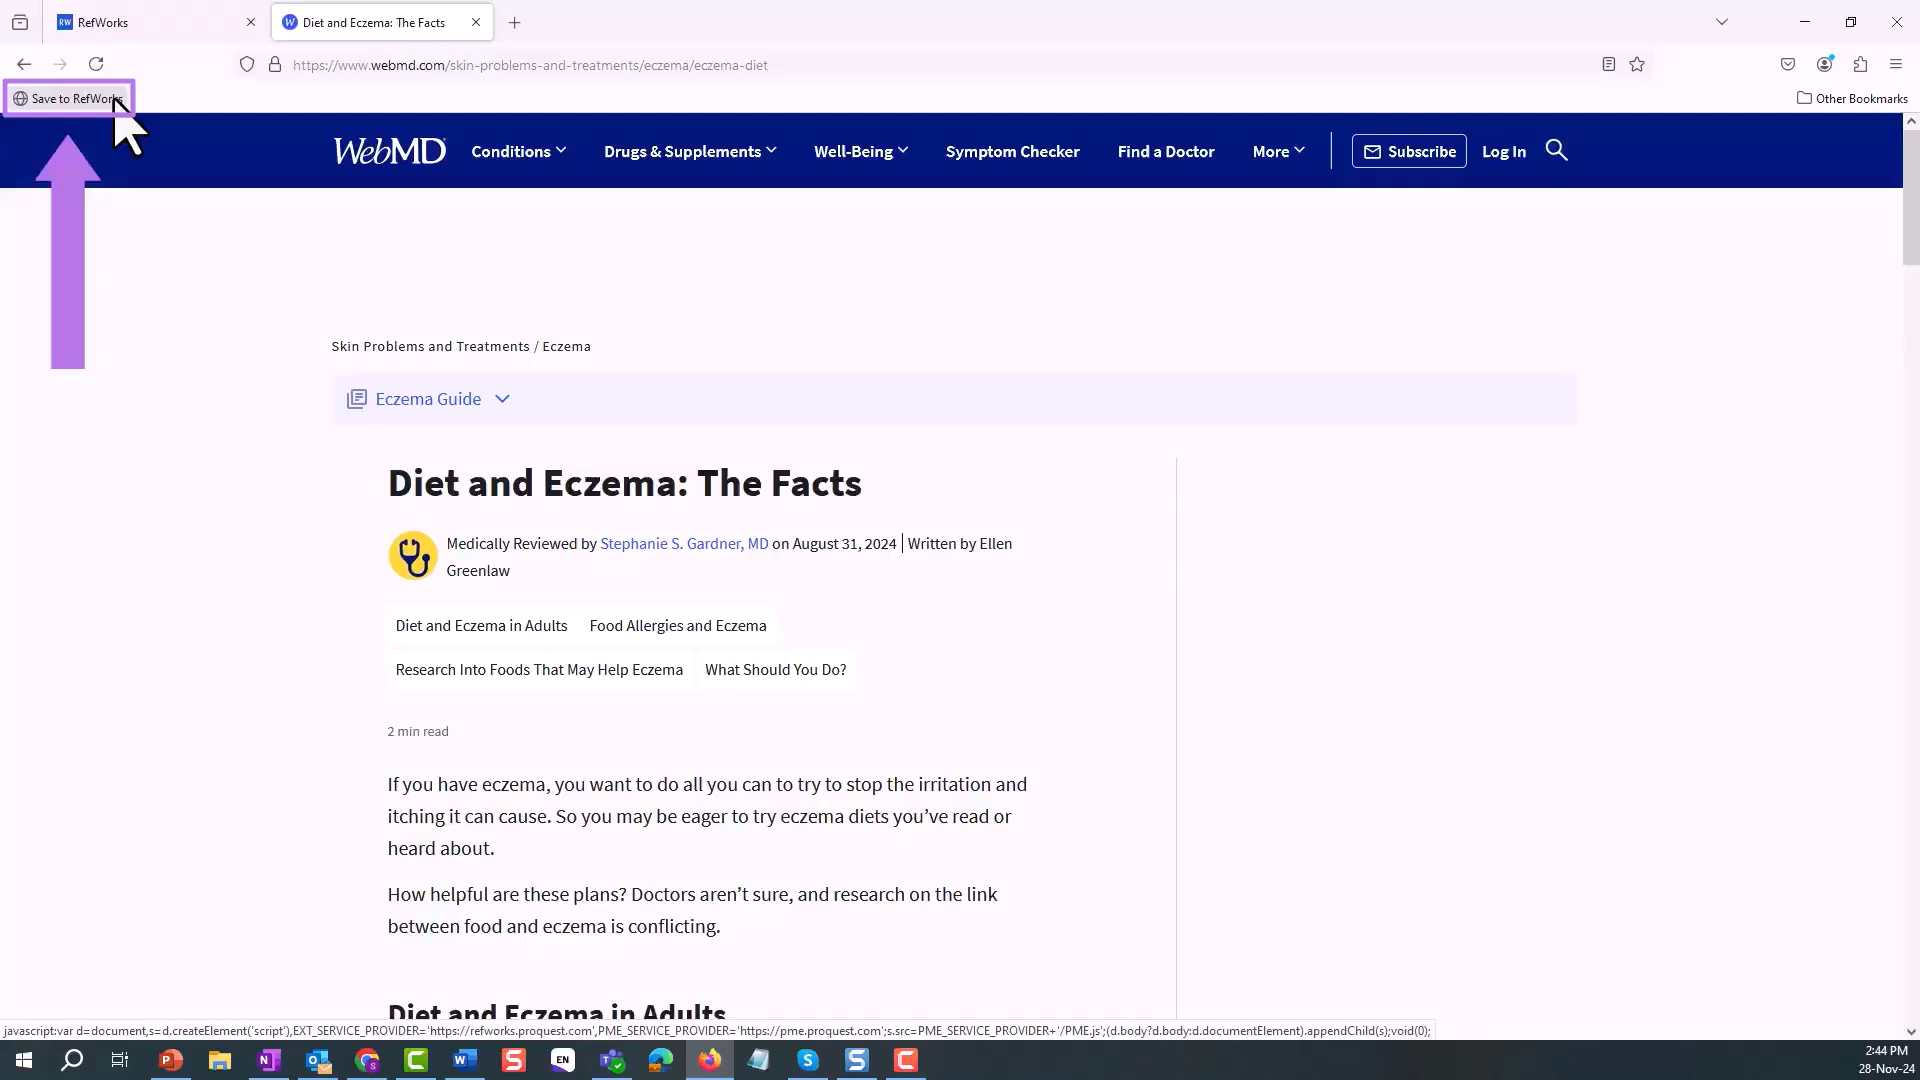 RefWorks
Diet and Eczema: The Facts
https://www.webmd.com/skin-problems-and-treatments/eczema/eczema-diet
Save to RefWorks
Other Bookmarks
WebMD Conditions Drugs & Supplements Well-Being Symptom Checker Find a Doctor More Subscribe Log In
Skin Problems and Treatments / Eczema
Eczema Guide
Diet and Eczema: The Facts
Medically Reviewed by Stephanie S. Gardner, MD on August 31, 2024 | Written by Ellen
Greenlaw
Diet and Eczema in Adults Food Allergies and Eczema
Research Into Foods That May Help Eczema What Should You Do?
2 min read
If you have eczema, you want to do all you can to try to stop the irritation and
itching it can cause. So you may be eager to try eczema diets you’ve read or
heard about.
How helpful are these plans? Doctors aren’t sure, and research on the link
between food and eczema is conflicting.
Diet and Eczema in Adults
javascript:var d=document,s=d.createElement('script'),EXT_SERVICE_PROVIDER='https://refworks.proquest.com',PME_SERVICE_PROVIDER='https://pme.proquest.com';s.src=PME_SERVICE_PROVIDER+'/PME.js';(d.body?d.body:d.documentElement).appendChild(s);void(0);
EN
2:44 PM
28-Nov-24